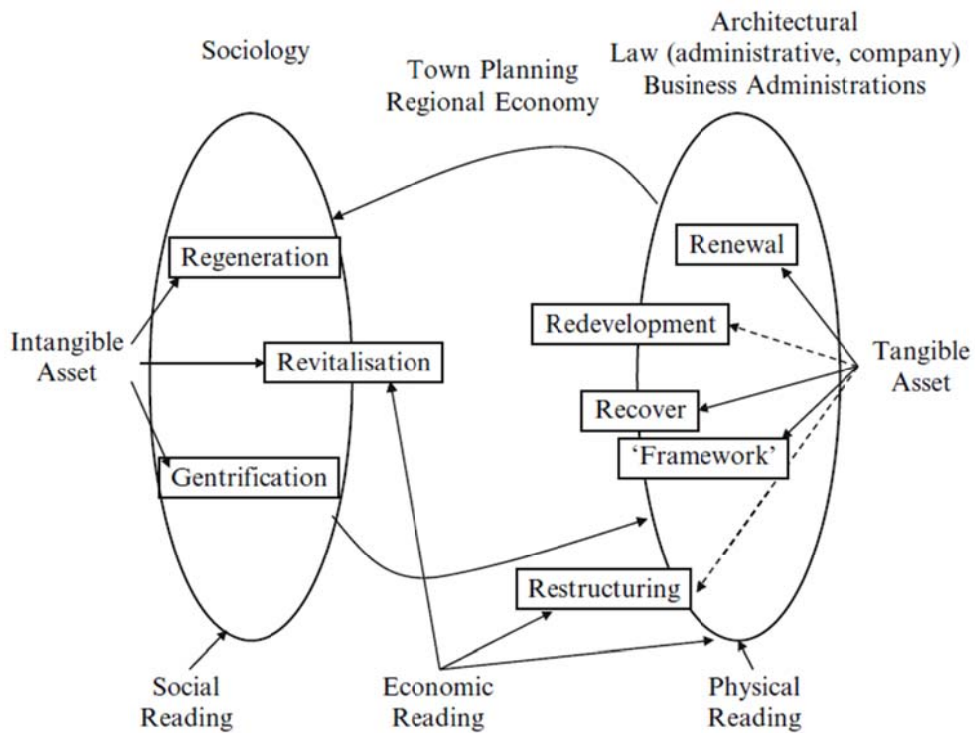 Sociology
Town Planning
Regional Economy
Architectural
Law (administrative, company)
Business Administrations
Regeneration
Renewal
Redevelopment
Intangible
Asset
Revitalisation
Tangible
Asset
Recover
‘Framework’
Gentrification
Restructuring
Social
Reading
Economic
Reading
Physical
Reading